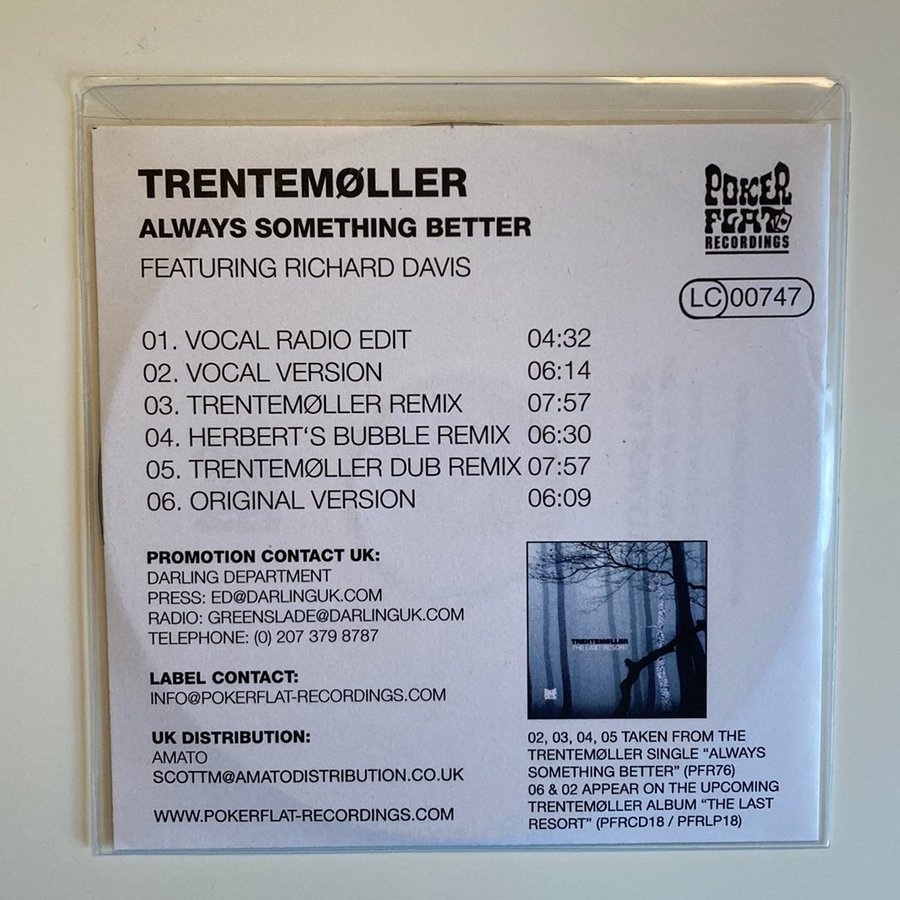 TRENTEMØLLER
ALWAYS SOMETHING BETTER
FEATURING RICHARD DAVIS
POKER
FLAT
RECORDINGS
LC 00747
01. VOCAL RADIO EDIT 04:32
02. VOCAL VERSION 06:14
03. TRENTEMØLLER REMIX 07:57
04. HERBERT‘S BUBBLE REMIX 06:30
05. TRENTEMØLLER DUB REMIX 07:57
06. ORIGINAL VERSION 06:09
PROMOTION CONTACT UK:
DARLING DEPARTMENT
PRESS: ED@DARLINGUK.COM
RADIO: GREENSLADE@DARLINGUK.COM
TELEPHONE: (0) 207 379 8787
LABEL CONTACT:
INFO@POKERFLAT-RECORDINGS.COM
UK DISTRIBUTION:
AMATO
SCOTTM@AMATODISTRIBUTION.CO.UK
WWW.POKERFLAT-RECORDINGS.COM
TRENTEMØLLER
THE LAST RESORT
02, 03, 04, 05 TAKEN FROM THE
TRENTEMØLLER SINGLE “ALWAYS
SOMETHING BETTER” (PFR76)
06 & 02 APPEAR ON THE UPCOMING
TRENTEMØLLER ALBUM “THE LAST
RESORT” (PFRCD18 / PFRLP18)